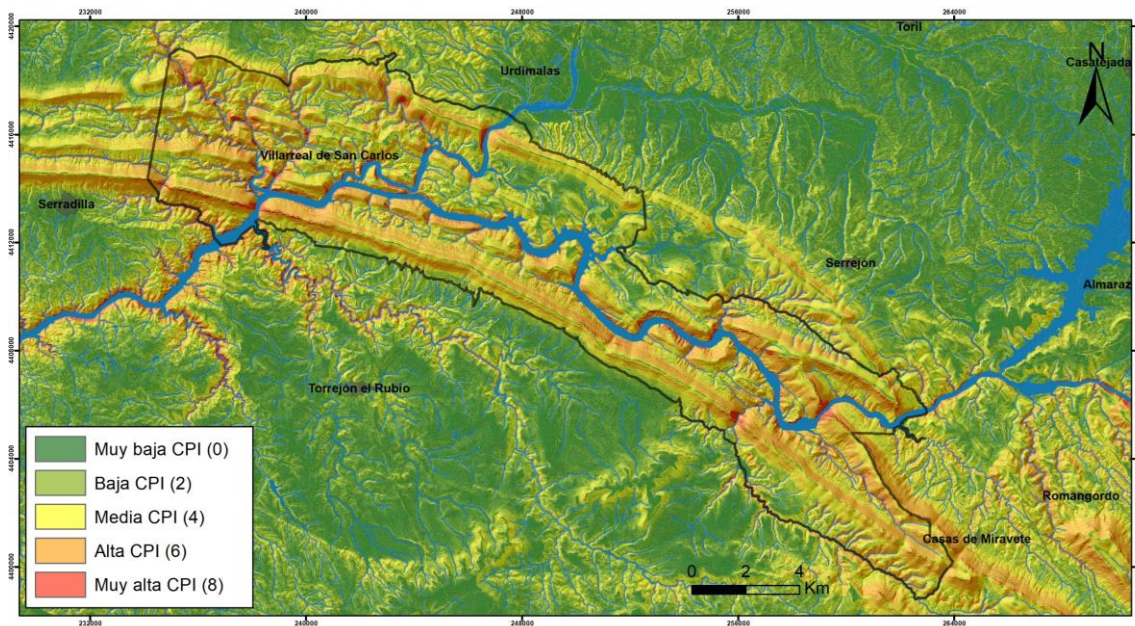 232000 240000 248000 256000 264000
4420000
Toril
Urdimalas
Casatejada
N
4416000
Villarreal de San Carlos
Serradilla
4412000
Serrejón
Almaraz
4408000
Torrejón el Rubio
Muy baja CPI (0)
4404000
Baja CPI (2)
Romangordo
Media CPI (4)
Casas de Miravete
Alta CPI (6)
4400000
0 2 4
Km
Muy alta CPI (8)
232000 240000 248000 256000 264000